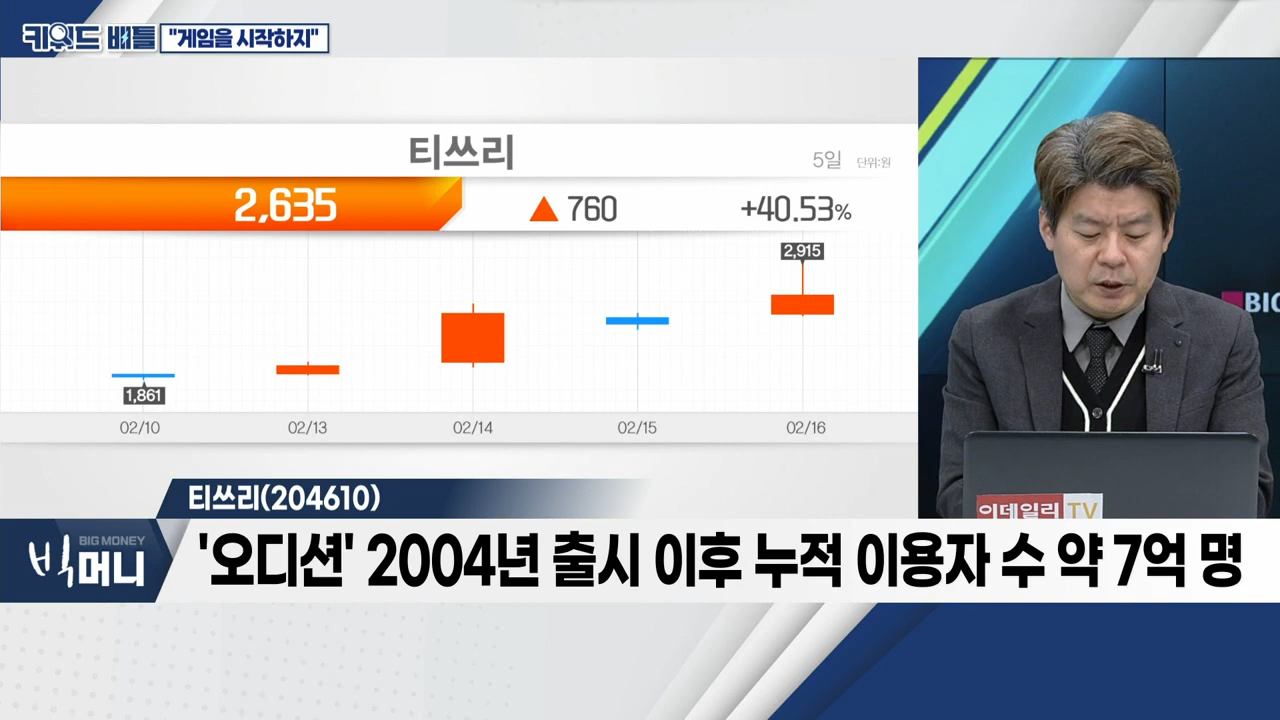 키워드 배틀 "게임을 시작하지"
티쓰리
5일 단위:원
2,635 ▲ 760 +40.53%
2,915
1,861
02/10 02/13 02/14 02/15 02/16
BIG
이데일리TV
티쓰리(204610)
BIG MONEY
빅머니
'오디션' 2004년 출시 이후 누적 이용자 수 약 7억 명